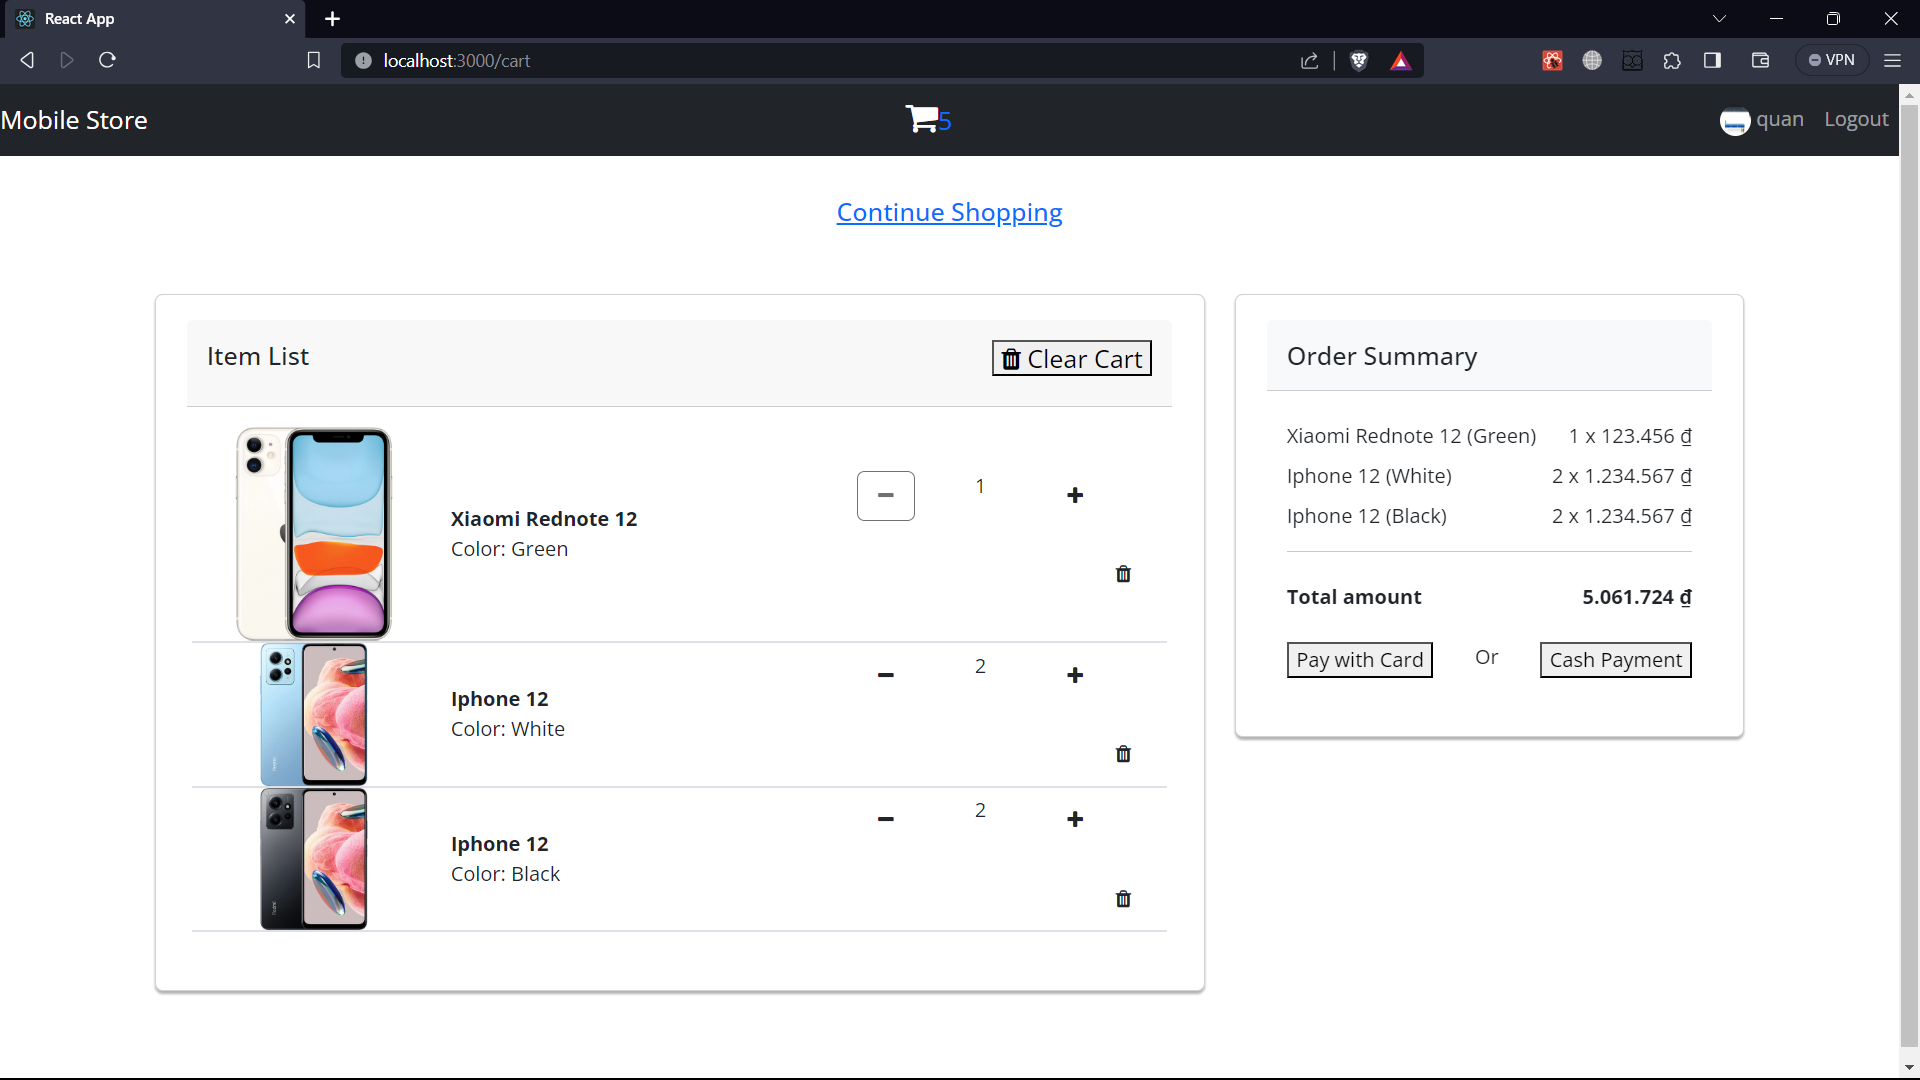 React App
localhost:3000/cart
VPN
Mobile Store
5
quan
Logout
Continue Shopping
Item List
Clear Cart
Xiaomi Rednote 12
Color: Green
1
Iphone 12
Color: White
2
Iphone 12
Color: Black
2
Order Summary
Xiaomi Rednote 12 (Green) 1 x 123.456 ₫
Iphone 12 (White) 2 x 1.234.567 ₫
Iphone 12 (Black) 2 x 1.234.567 ₫
Total amount 5.061.724 ₫
Pay with Card Or Cash Payment